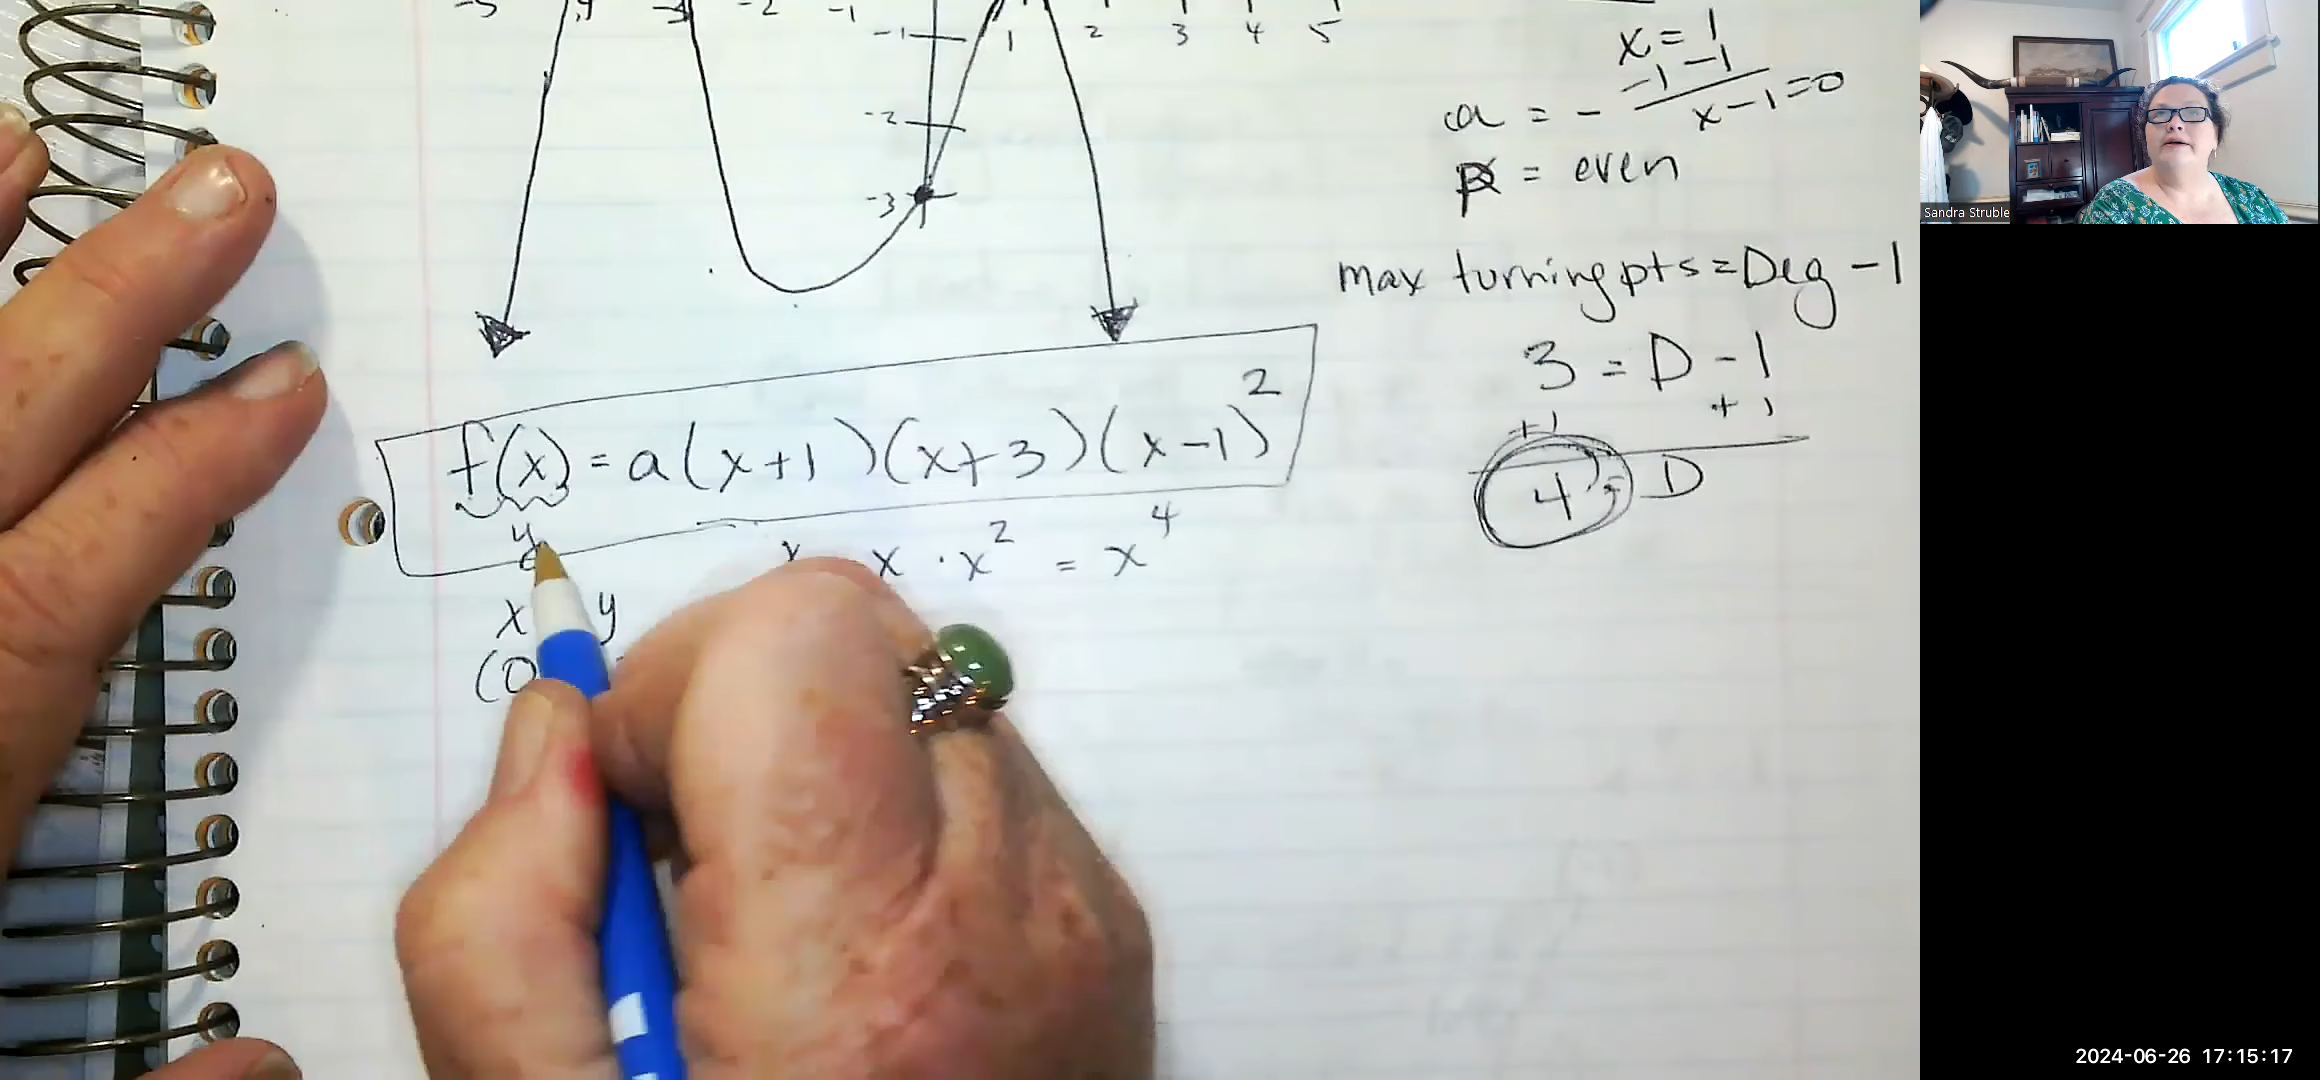 -5 -4 -3 -2 -1 1 2 3 4 5
-1
-2
-3
x = 1
-1 -1
x-1=0
a = -
= even
max turning pts = Deg -1
3 = D - 1
+1 + 1
4 = D
f(x) = a(x+1)(x+3)(x-1)²
y
x · x² = x⁴
x y
(0
Sandra Struble
2024-06-26 17:15:17